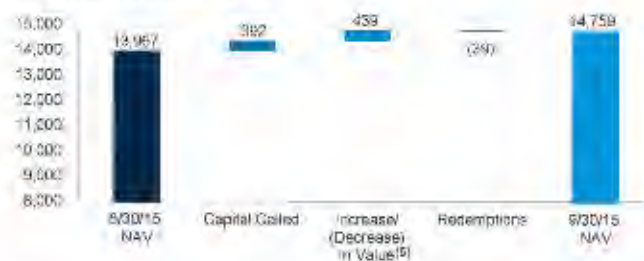 15,000
14,000
13,000
12,000
11,000
10,000
9,000
8,000
13,967
392
439
(39)
14,759
6/30/15
NAV
Capital Called
Increase/
(Decrease)
in Value[5]
Redemptions
9/30/15
NAV